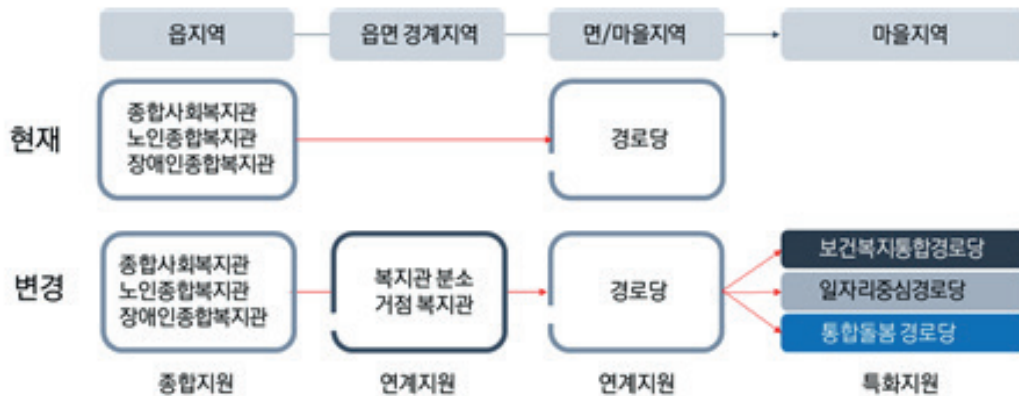 읍지역
읍면 경계지역
면/마을지역
마을지역
현재
종합사회복지관
노인종합복지관
장애인종합복지관
경로당
변경
종합사회복지관
노인종합복지관
장애인종합복지관
복지관 분소
거점 복지관
경로당
보건복지통합경로당
일자리중심경로당
통합돌봄 경로당
종합지원
연계지원
연계지원
특화지원